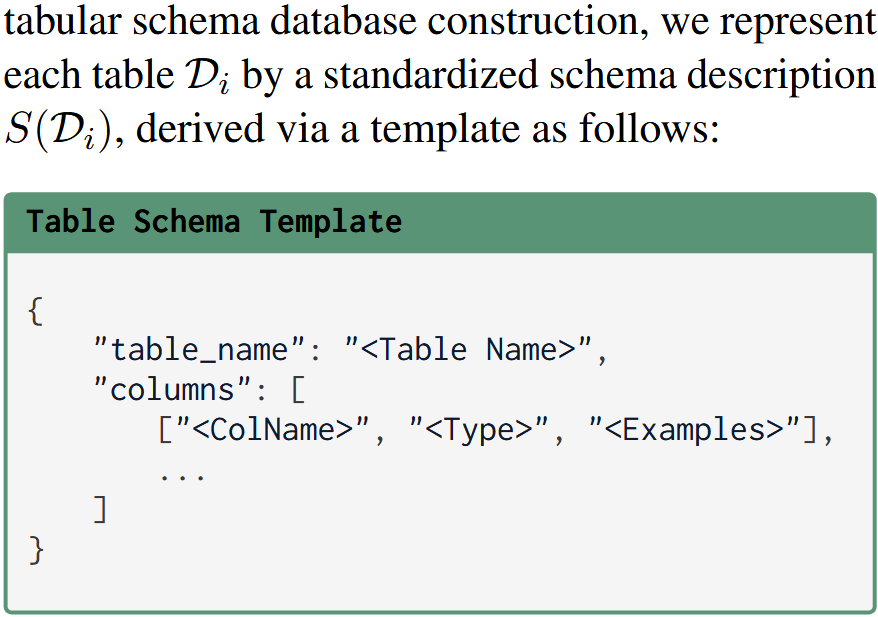 tabular schema database construction, we represent
each table $\mathcal{D}_i$ by a standardized schema description
$S(\mathcal{D}_i)$, derived via a template as follows:
Table Schema Template
{
    "table_name": "<Table Name>",
    "columns": [
        ["<ColName>", "<Type>", "<Examples>"],
        ...
    ]
}